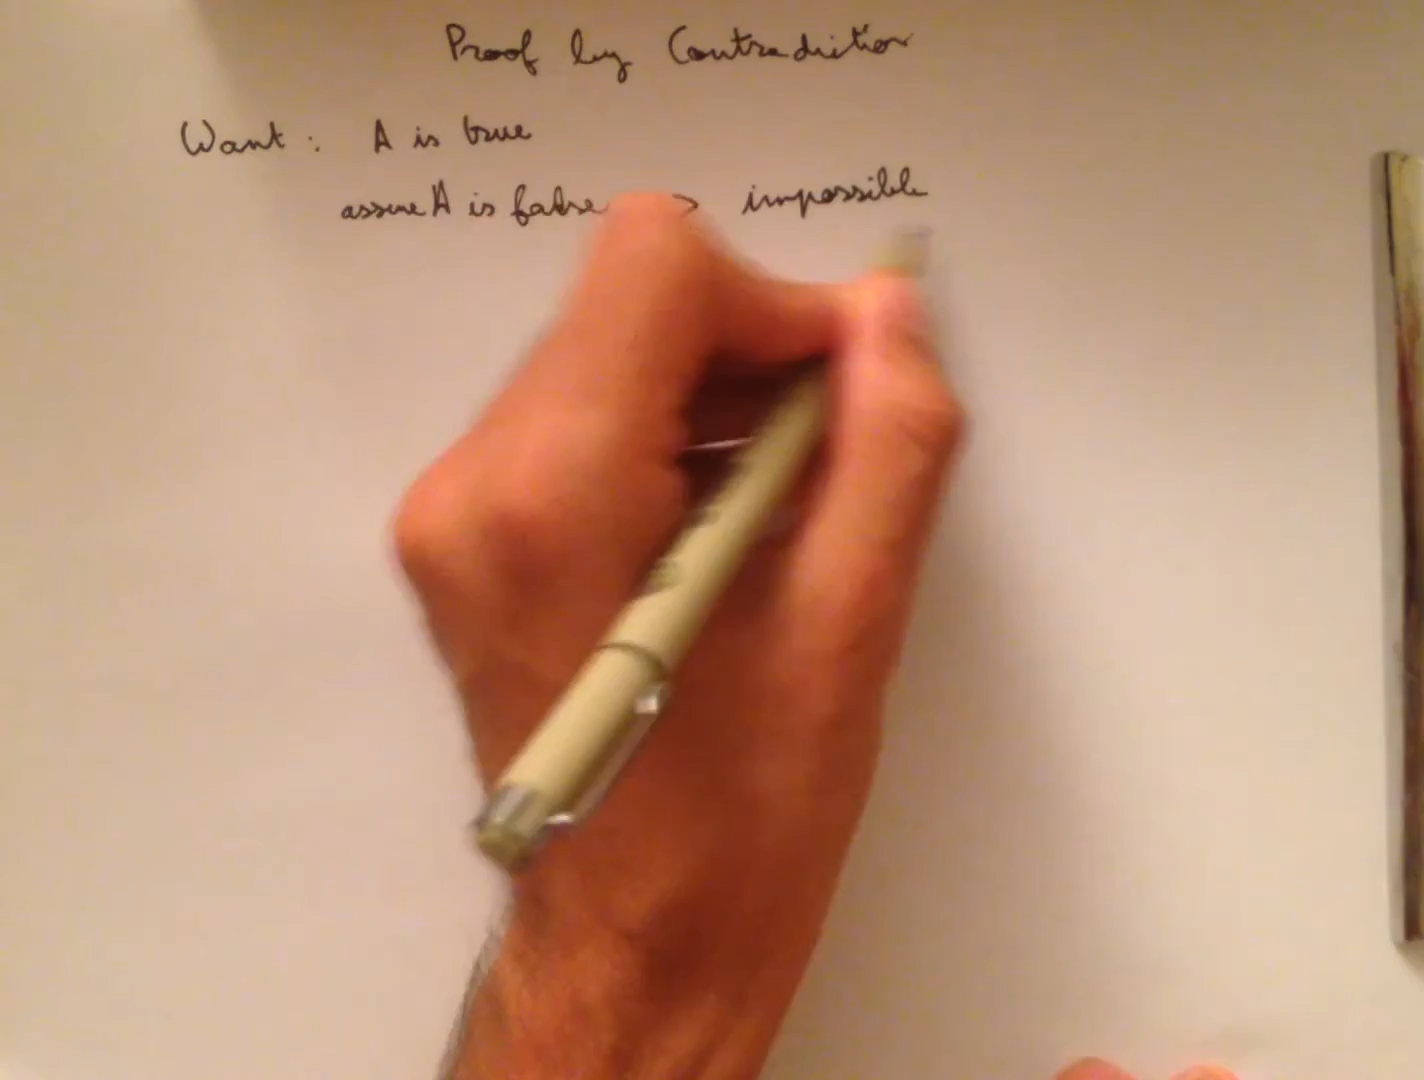 Proof by Contradiction
Want : A is true
assume A is false > impossible